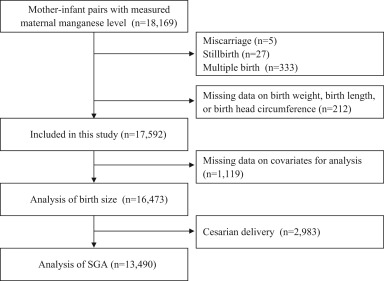 Mother-infant pairs with measured
maternal manganese level (n=18,169)
Miscarriage (n=5)
Stillbirth (n=27)
Multiple birth (n=333)
Missing data on birth weight, birth length,
or birth head circumference (n=212)
Included in this study (n=17,592)
Missing data on covariates for analysis
(n=1,119)
Analysis of birth size (n=16,473)
Cesarian delivery (n=2,983)
Analysis of SGA (n=13,490)